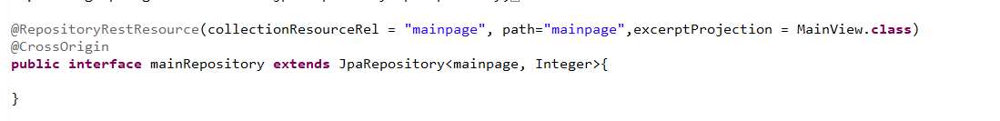 @RepositoryRestResource(collectionResourceRel = "mainpage", path="mainpage",excerptProjection = MainView.class)
@CrossOrigin
public interface mainRepository extends JpaRepository<mainpage, Integer>{
}